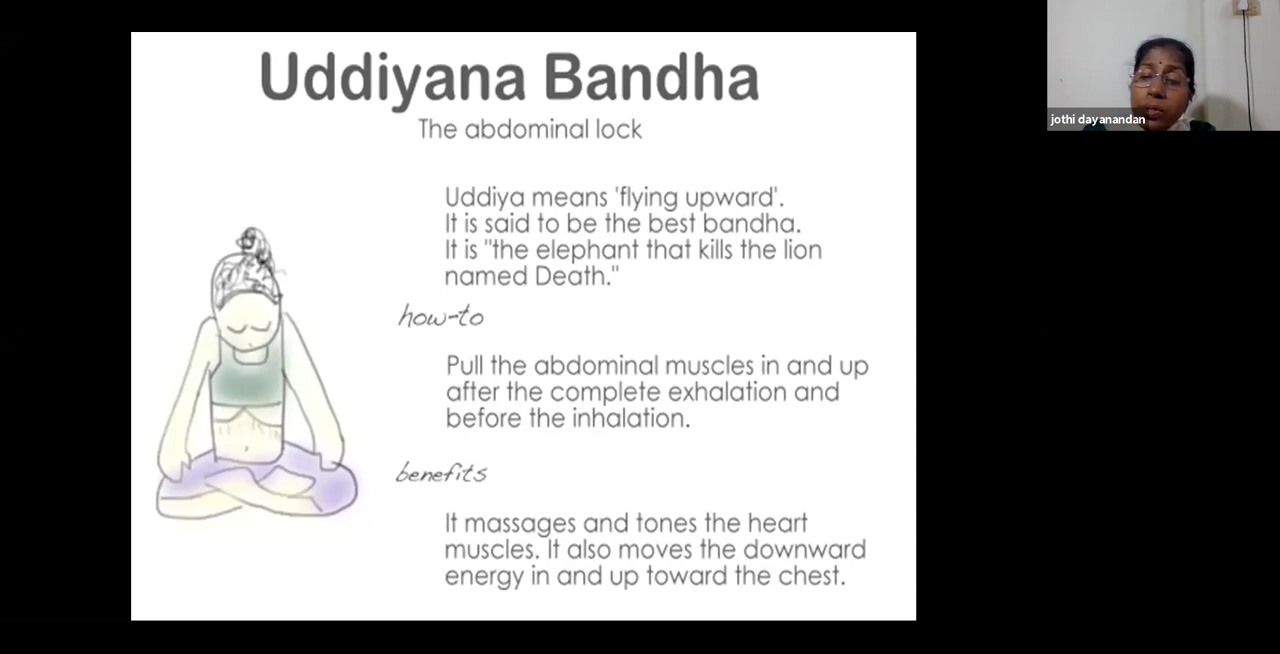 Uddiyana Bandha
The abdominal lock
Uddiya means 'flying upward'.
It is said to be the best bandha.
It is "the elephant that kills the lion
named Death."
how-to
Pull the abdominal muscles in and up
after the complete exhalation and
before the inhalation.
benefits
It massages and tones the heart
muscles. It also moves the downward
energy in and up toward the chest.
jothi dayanandan